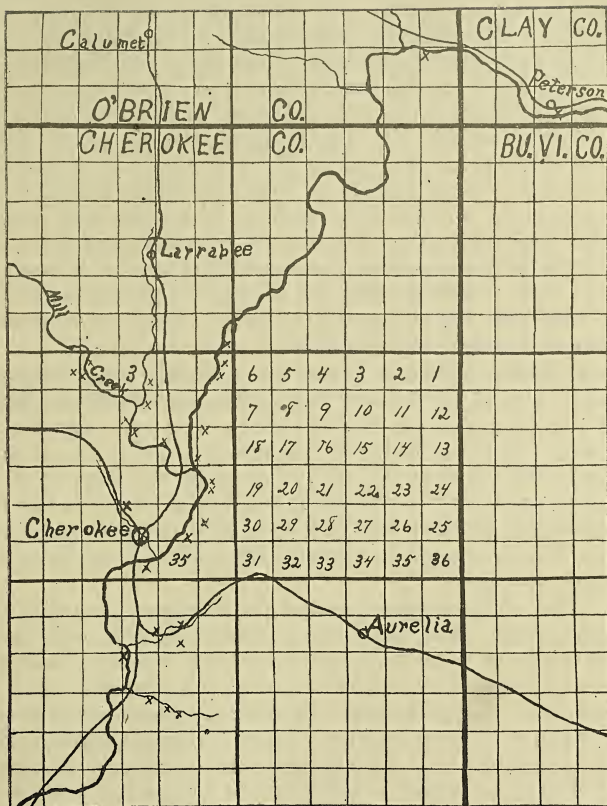 CLAY CO.
Calumet
Peterson
O'BRIEN CO.
CHEROKEE CO.
BU. VI. CO.
Larrabee
Mill
Creek
3
6 5 4 3 2 1
7 8 9 10 11 12
18 17 16 15 14 13
19 20 21 22 23 24
Cherokee
30 29 28 27 26 25
35
31 32 33 34 35 36
Aurelia